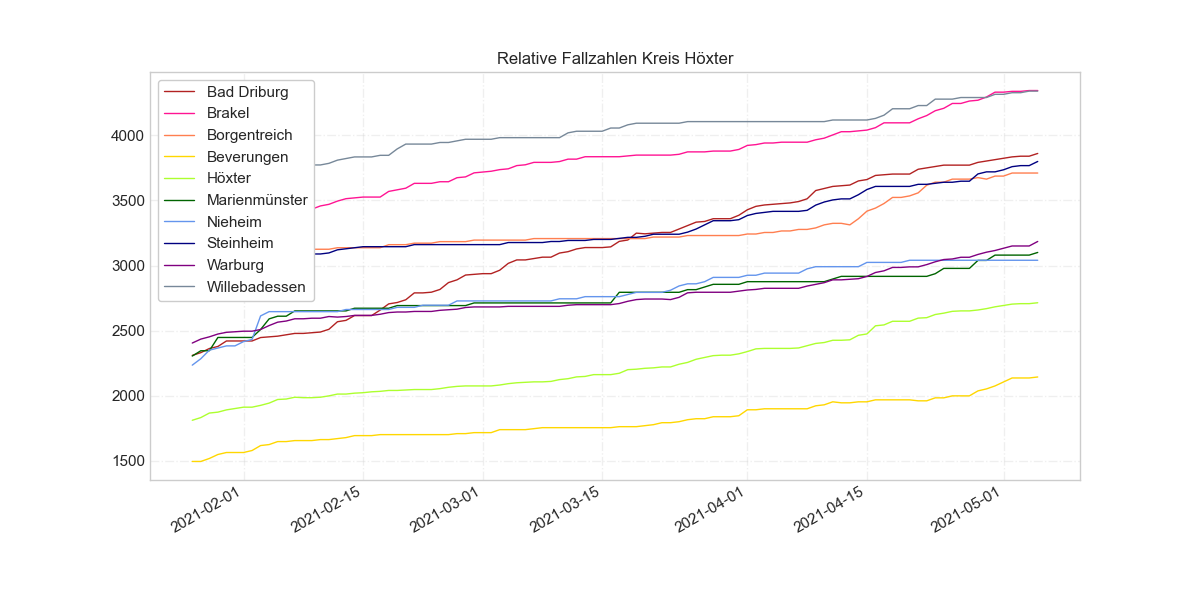 Relative Fallzahlen Kreis Höxter
Bad Driburg
Brakel
Borgentreich
Beverungen
Höxter
Marienmünster
Nieheim
Steinheim
Warburg
Willebadessen
4000
3500
3000
2500
2000
1500
2021-02-01
2021-02-15
2021-03-01
2021-03-15
2021-04-01
2021-04-15
2021-05-01